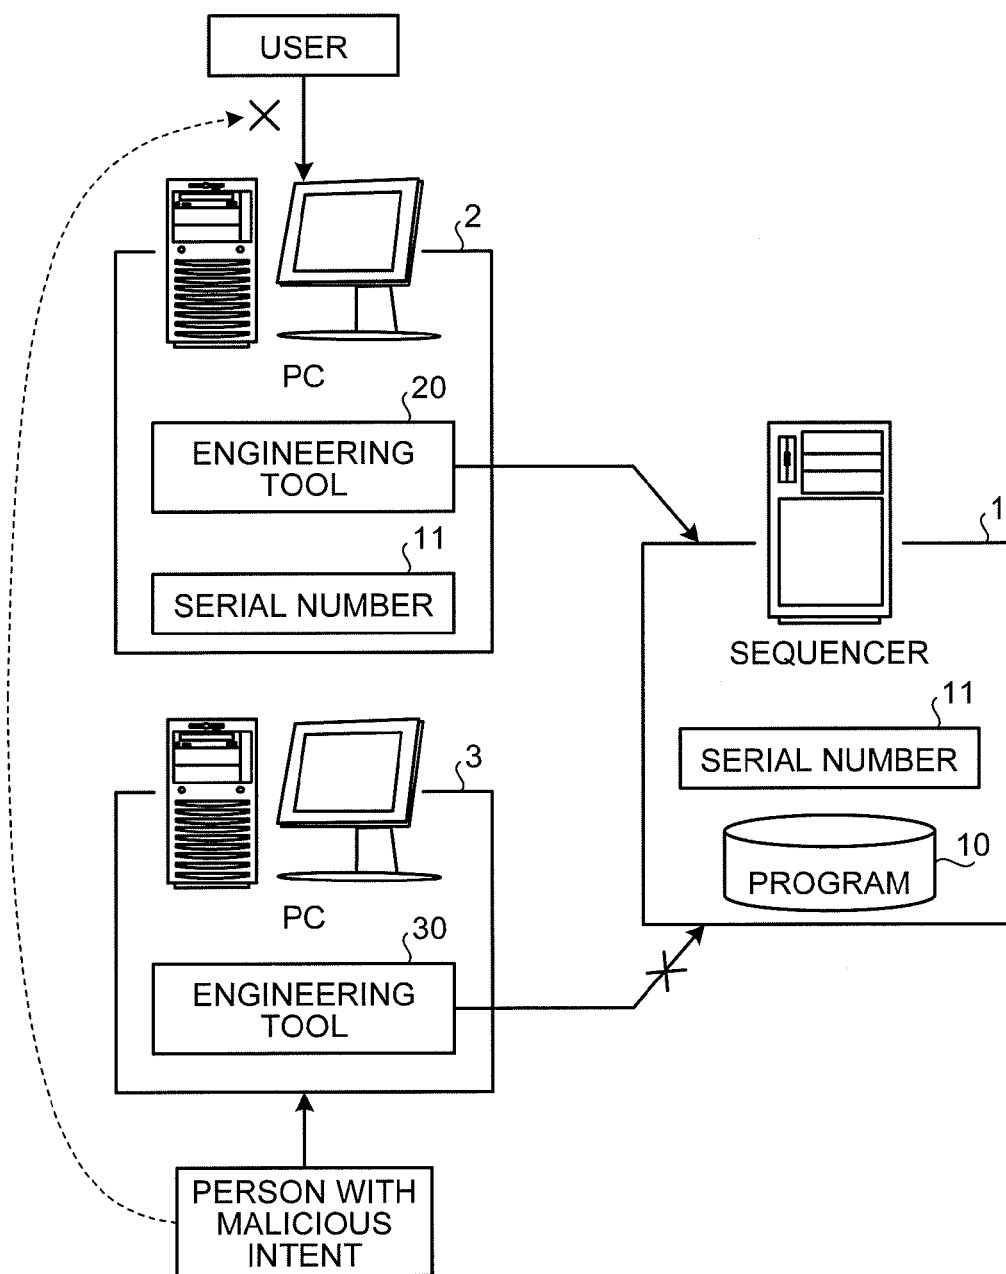 USER
2
PC
20
ENGINEERING
TOOL
11
SERIAL NUMBER
1
SEQUENCER
11
SERIAL NUMBER
10
PROGRAM
3
PC
30
ENGINEERING
TOOL
PERSON WITH
MALICIOUS
INTENT